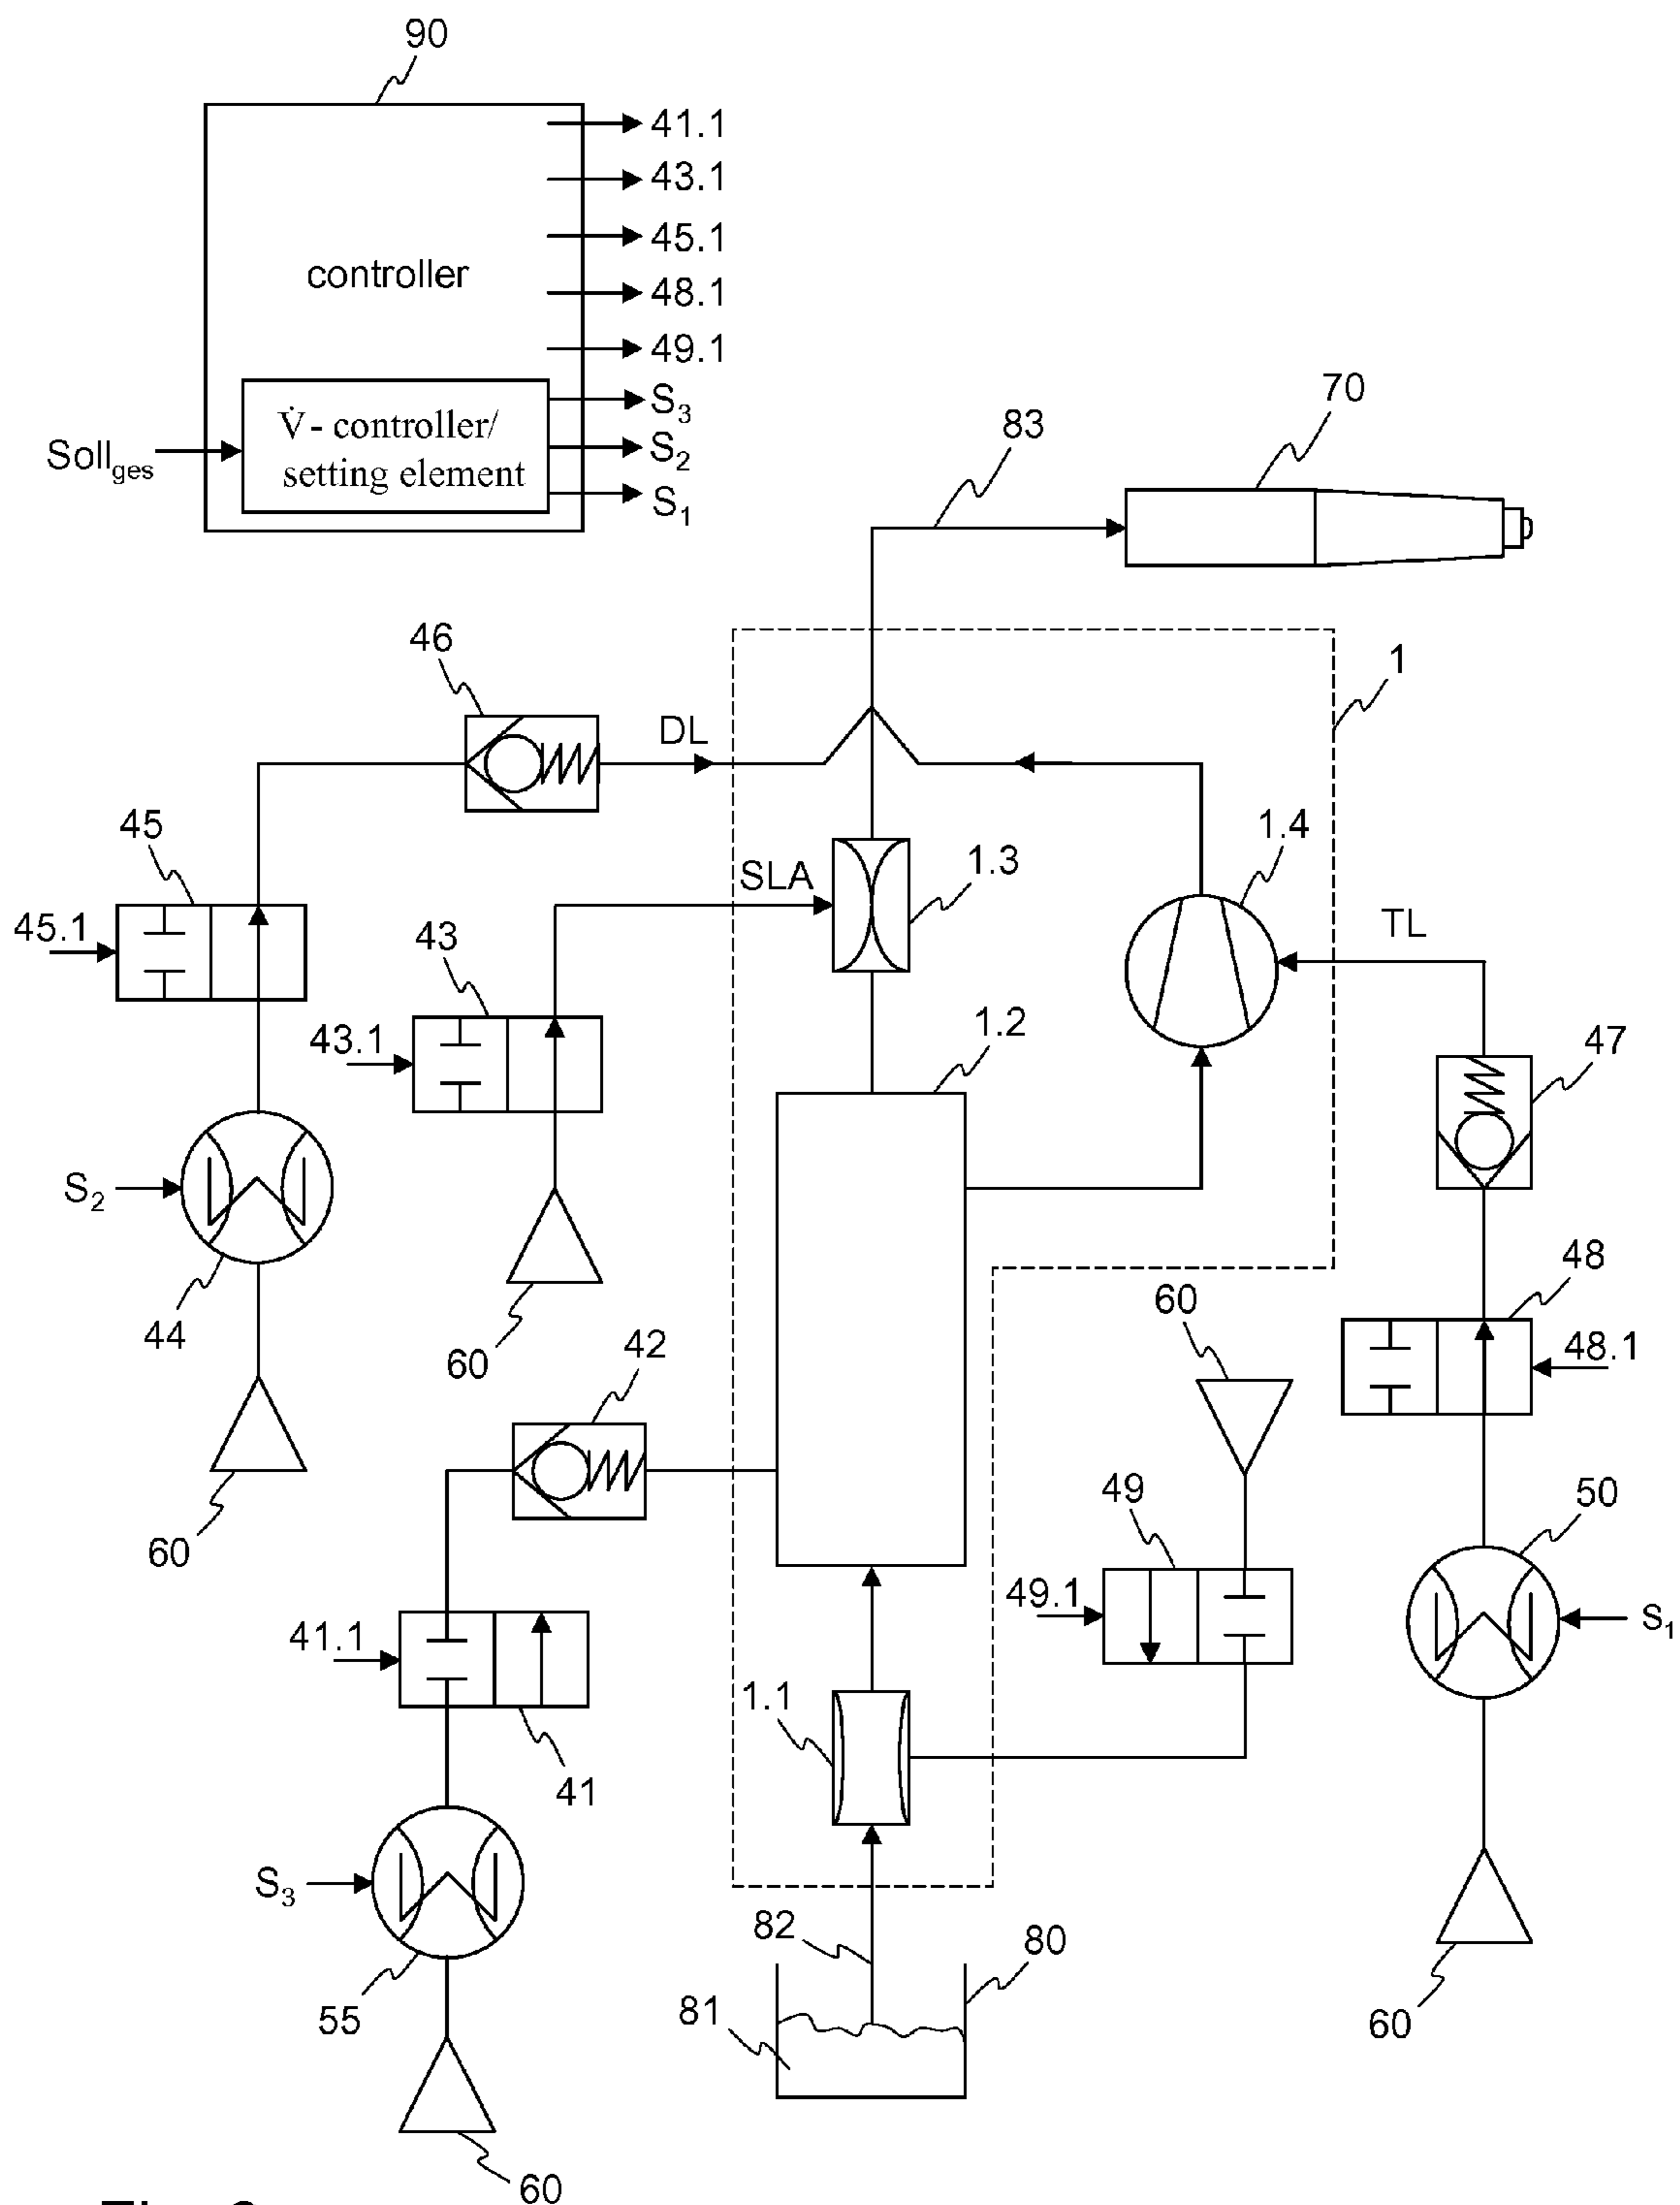 90
41.1
43.1
45.1
48.1
49.1
controller
V̇ - controller/
setting element
Soll_ges
S₃
S₂
S₁
70
83
46
1
DL
45
1.4
45.1
SLA
1.3
TL
43
43.1
1.2
47
S₂
44
60
42
60
48
48.1
60
49
50
41.1
49.1
S₁
1.1
41
S₃
82
80
55
81
60
60